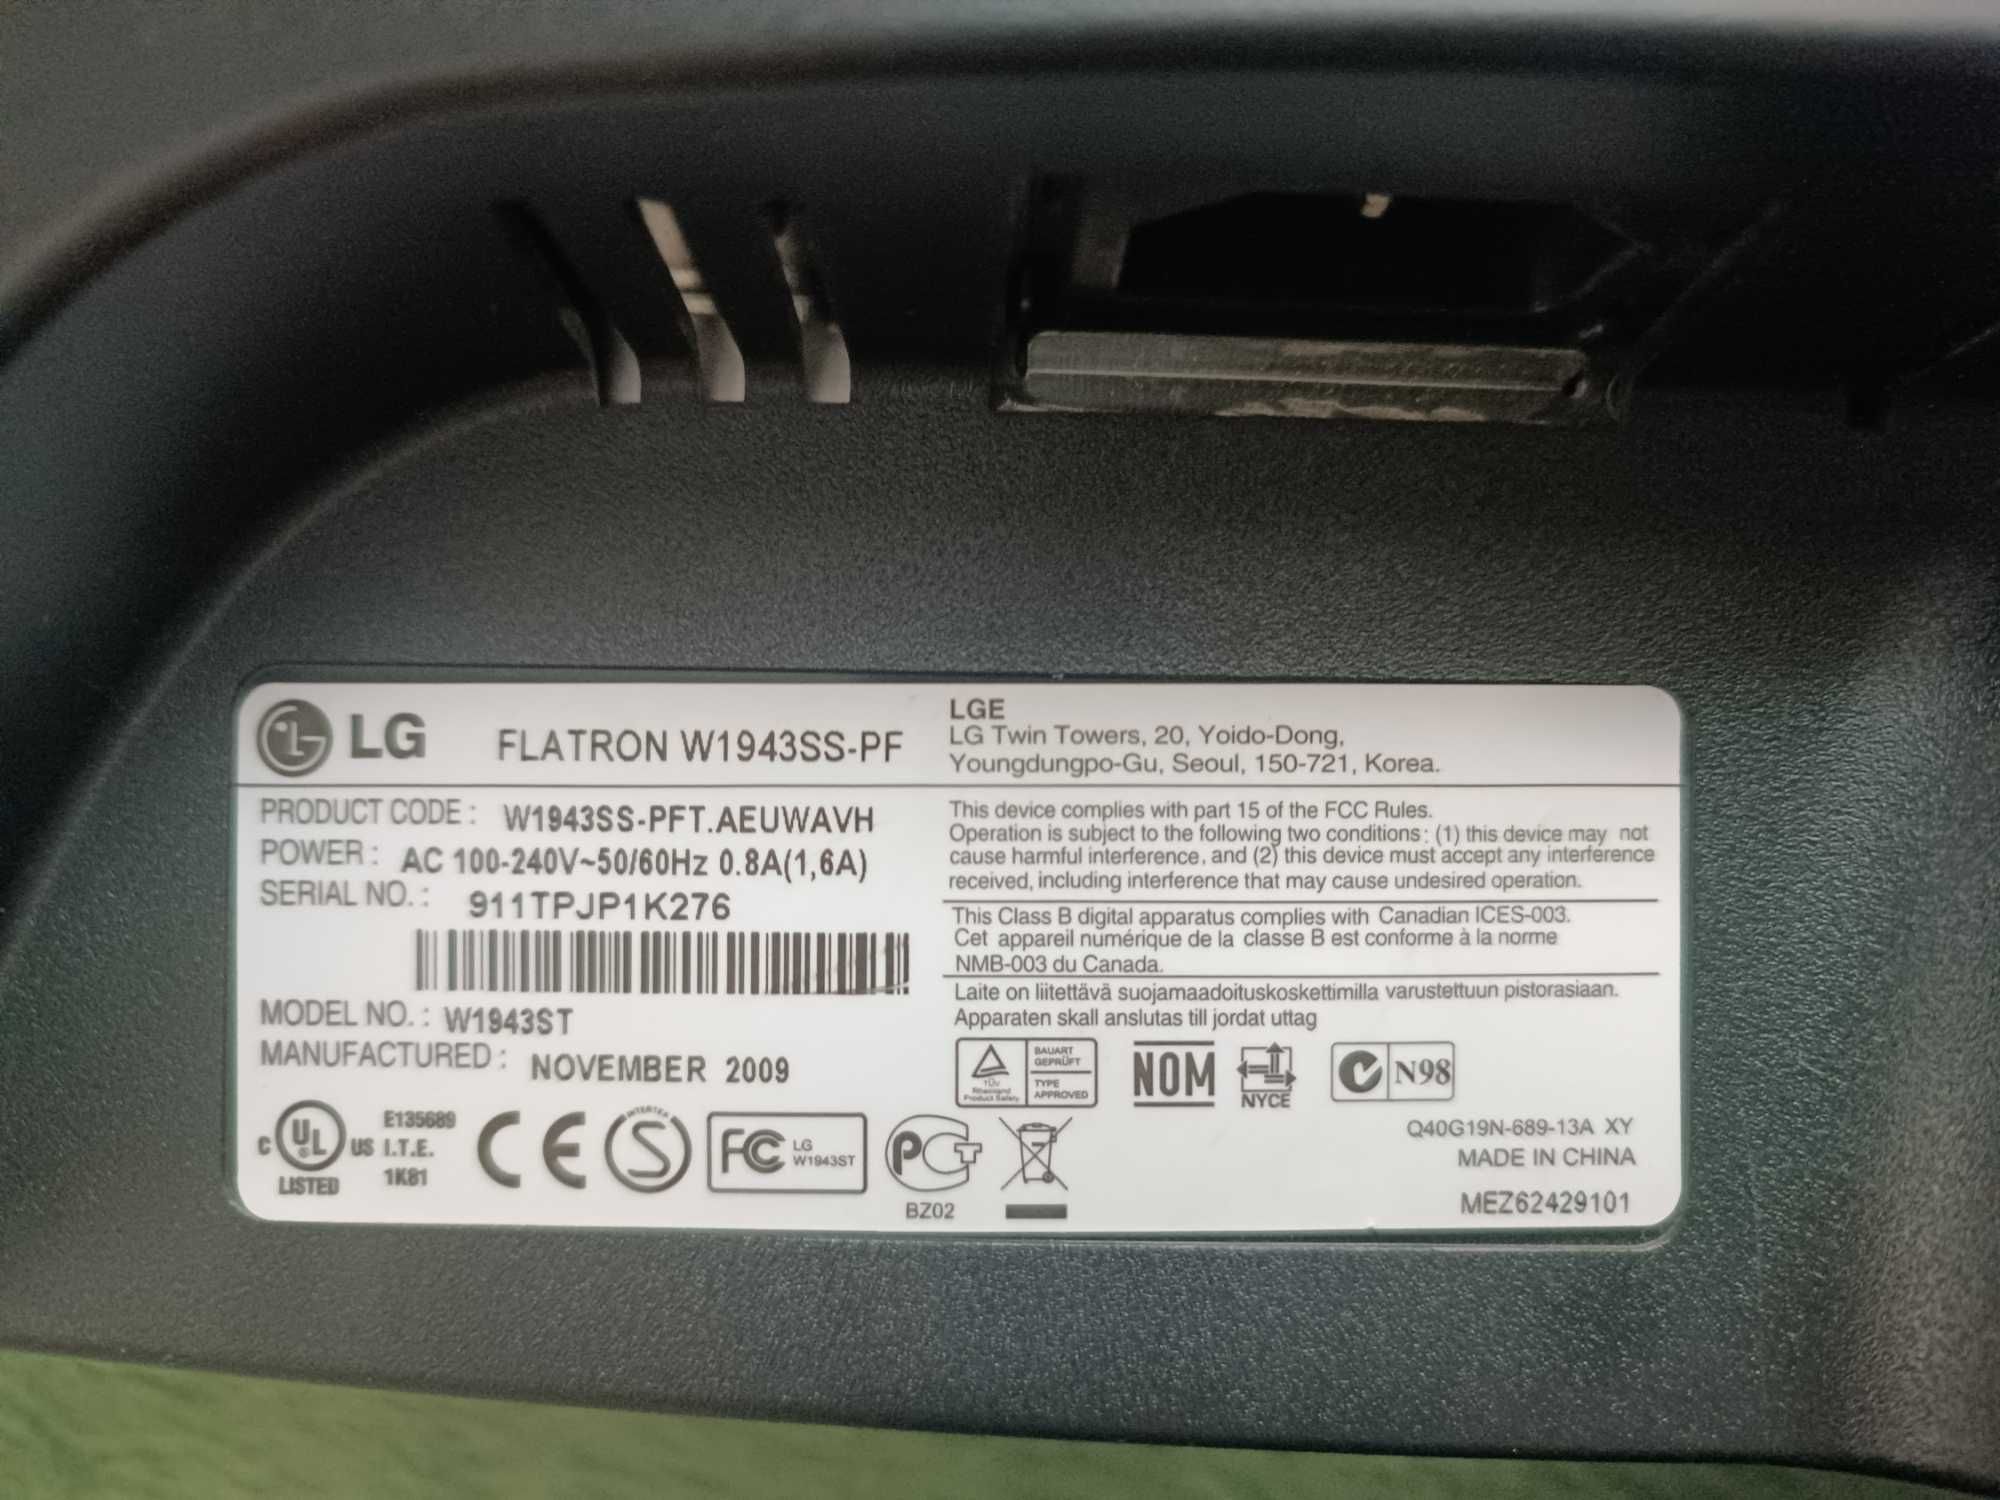 LG
FLATRON W1943SS-PF
LGE
LG Twin Towers, 20, Yoido-Dong,
Youngdungpo-Gu, Seoul, 150-721, Korea.
PRODUCT CODE : W1943SS-PFT.AEUWAVH
POWER : AC 100-240V~50/60Hz 0.8A(1,6A)
SERIAL NO. : 911TPJP1K276
MODEL NO. : W1943ST
MANUFACTURED : NOVEMBER 2009
This device complies with part 15 of the FCC Rules.
Operation is subject to the following two conditions : (1) this device may not
cause harmful interference, and (2) this device must accept any interference
received, including interference that may cause undesired operation.
This Class B digital apparatus complies with Canadian ICES-003.
Cet appareil numérique de la classe B est conforme à la norme
NMB-003 du Canada.
Laite on liitettävä suojamaadoituskoskettimilla varustettuun pistorasiaan.
Apparaten skall anslutas till jordat uttag
TÜV
Rheinland
Product Safety
BAUART
GEPRÜFT
TYPE
APPROVED
NOM
NYCE
N98
C UL US
LISTED
E135689
I.T.E.
1K81
CE
INTERTEK
S
FC
LG
W1943ST
PCT
BZ02
Q40G19N-689-13A XY
MADE IN CHINA
MEZ62429101